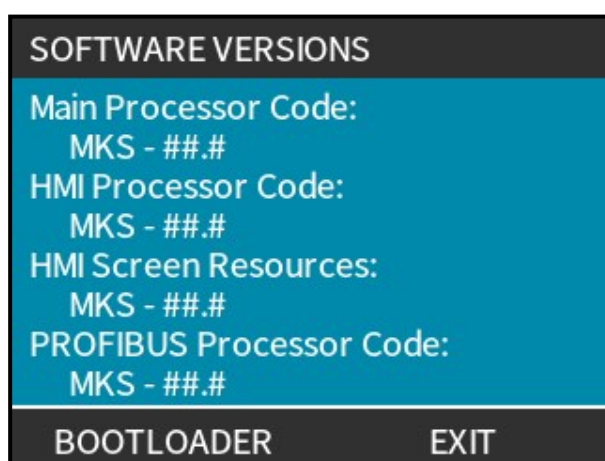 SOFTWARE VERSIONS
Main Processor Code:
MKS - ##.#
HMI Processor Code:
MKS - ##.#
HMI Screen Resources:
MKS - ##.#
PROFIBUS Processor Code:
MKS - ##.#
BOOTLOADER EXIT